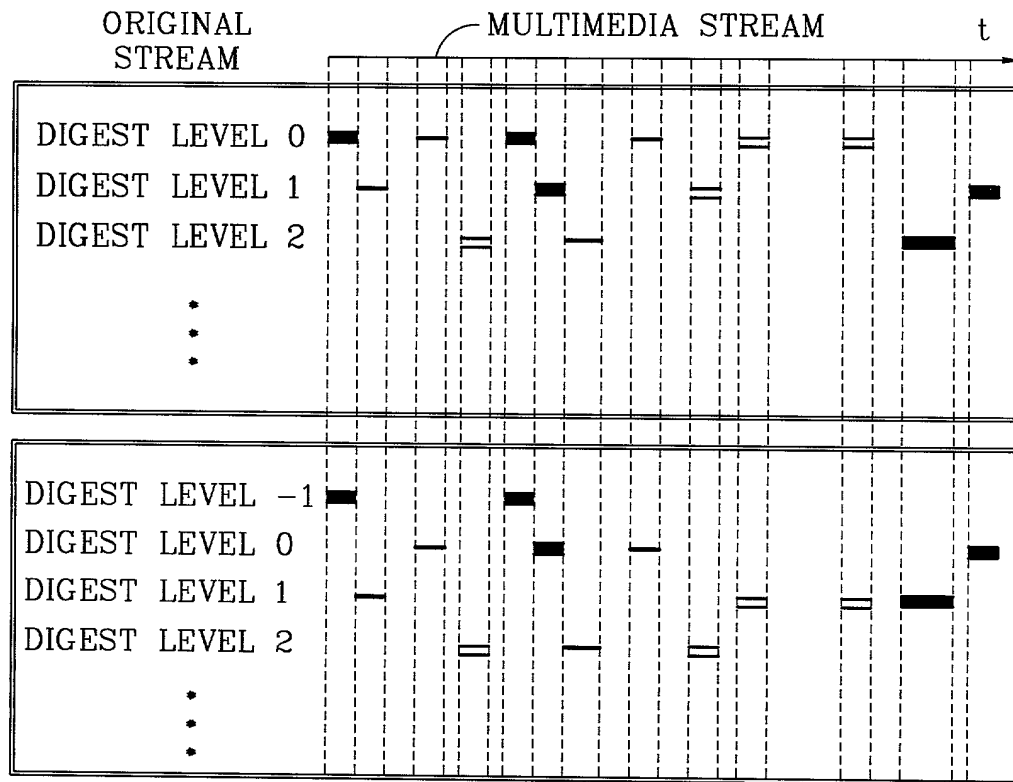 ORIGINAL
STREAM
MULTIMEDIA STREAM
t
DIGEST LEVEL 0
DIGEST LEVEL 1
DIGEST LEVEL 2
DIGEST LEVEL -1
DIGEST LEVEL 0
DIGEST LEVEL 1
DIGEST LEVEL 2